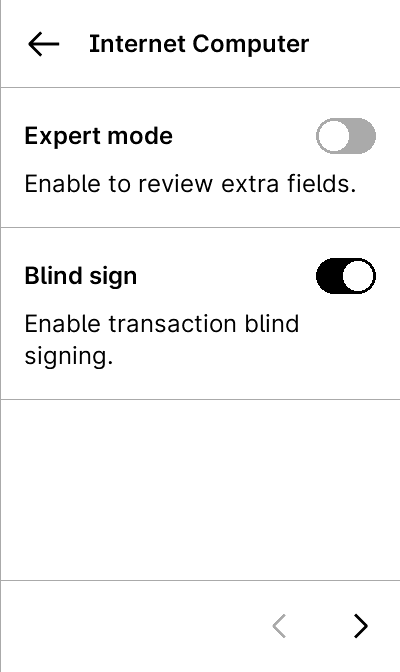 Internet Computer
Expert mode
Enable to review extra fields.
Blind sign
Enable transaction blind
signing.